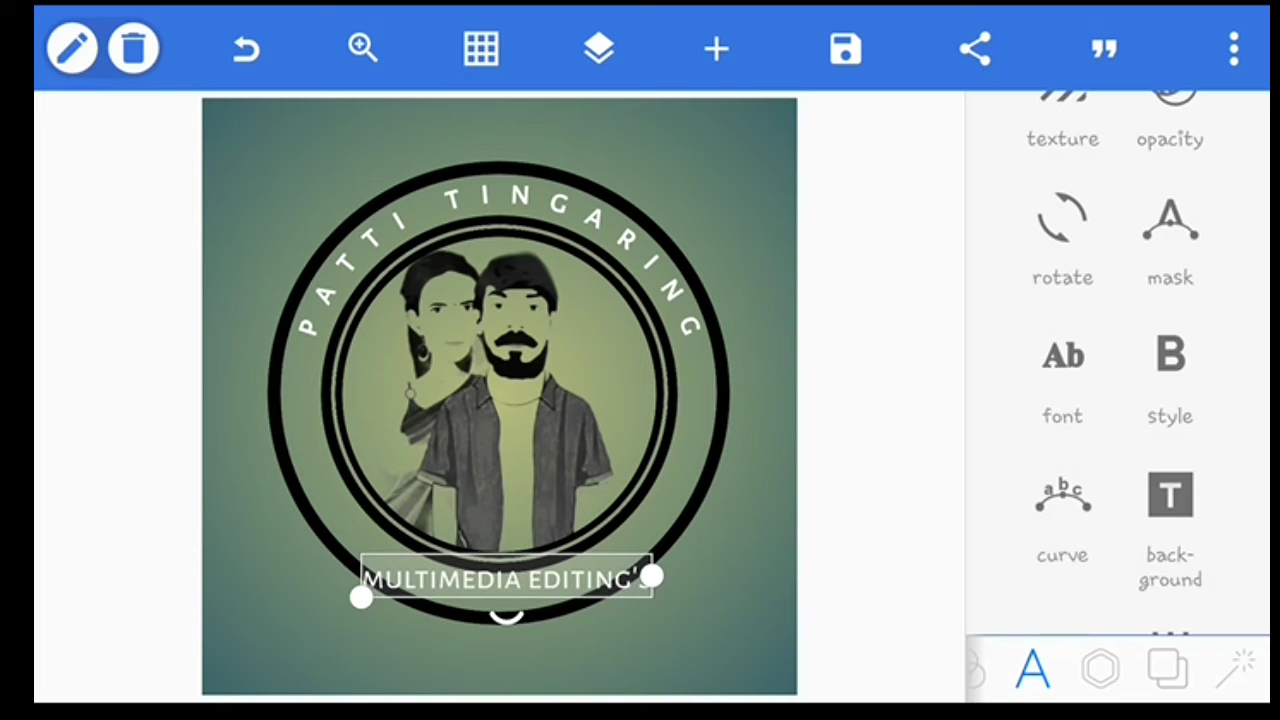 PATTI TINGARING
MULTIMEDIA EDITING'S
texture
opacity
rotate
mask
Ab
font
B
style
abc
curve
T
back-
ground
A